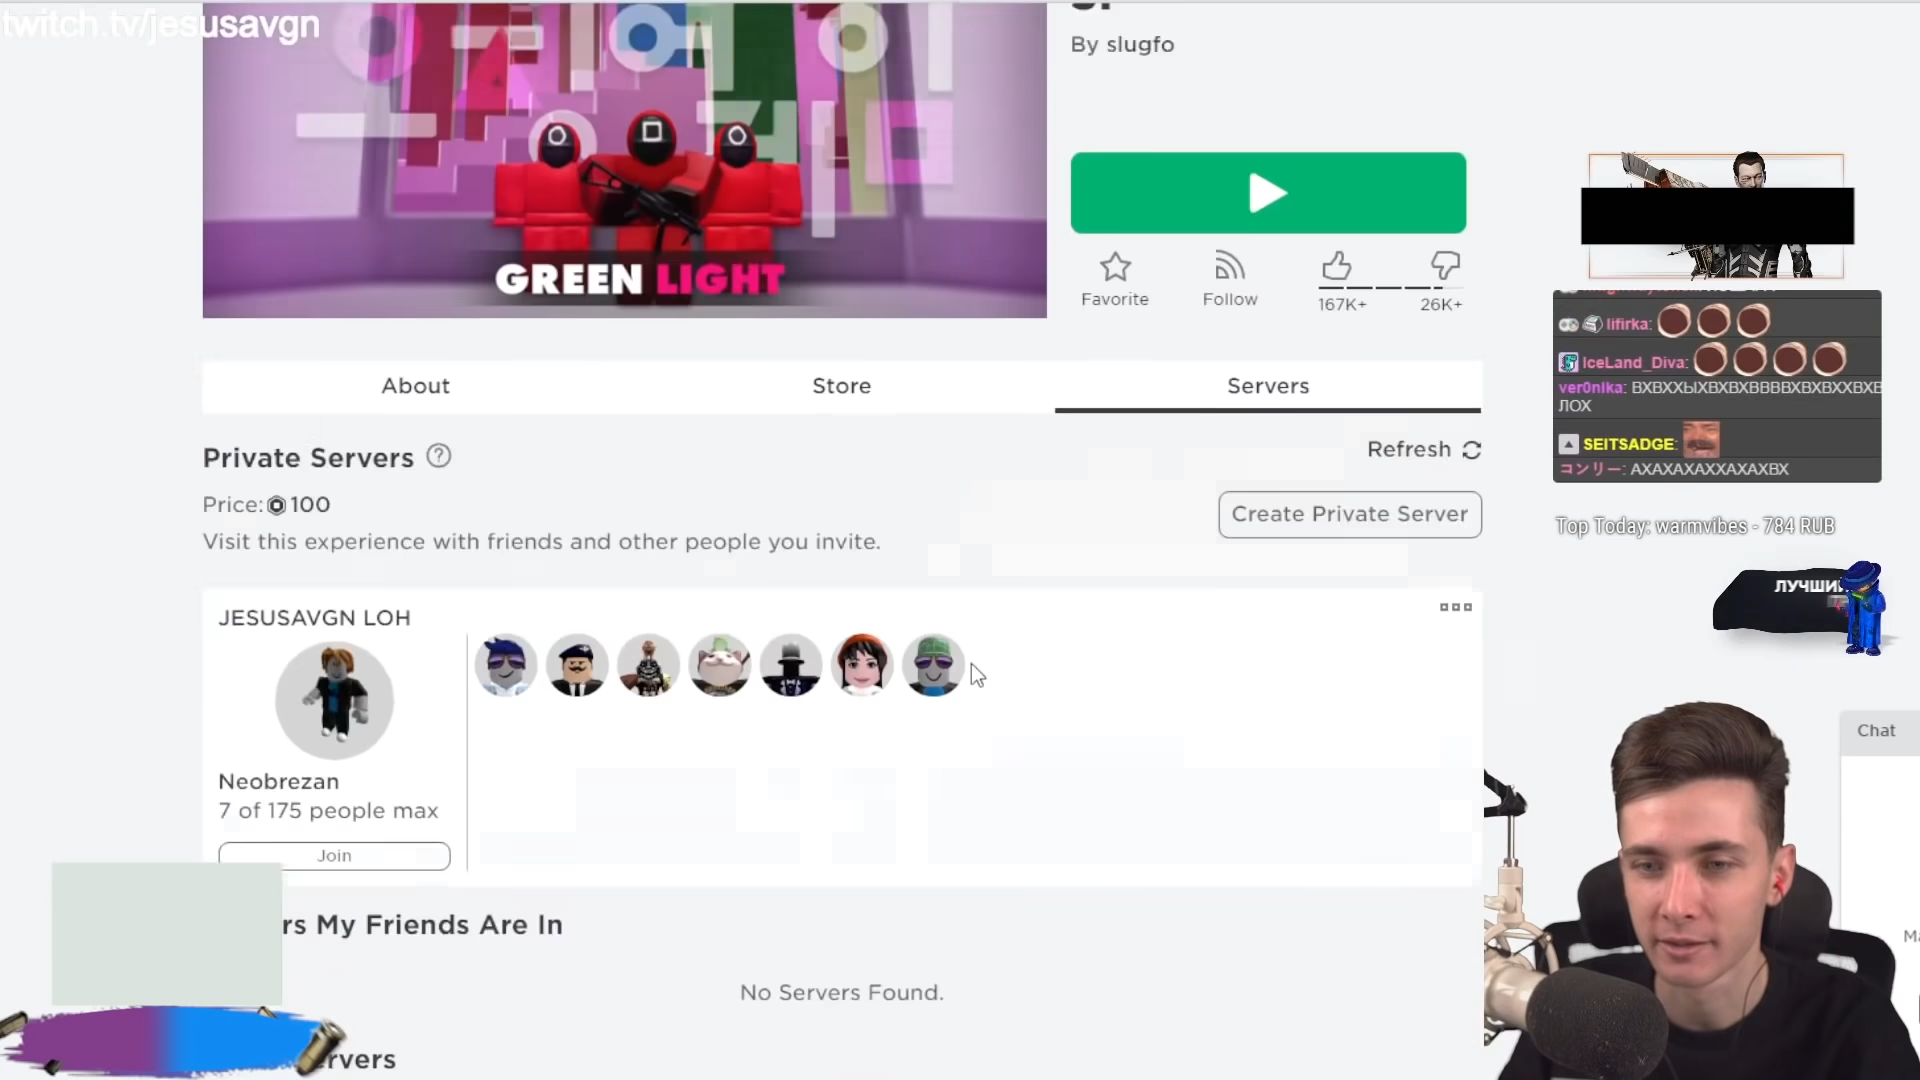 twitch.tv/jesusavgn
By slugfo
GREEN LIGHT
Favorite
Follow
167K+
26K+
About
Store
Servers
Private Servers
Refresh
Price: 100
Create Private Server
Visit this experience with friends and other people you invite.
JESUSAVGN LOH
Neobrezan
7 of 175 people max
Join
rs My Friends Are In
No Servers Found.
rvers
lifirka:
IceLand_Diva:
ver0nika: ВХВХХЫХВХВХВВВВХВХВХХВХВ
ЛОХ
SEITSADGE:
コンリー: АХАХАХАХХАХАХВХ
Top Today: warmvibes - 784 RUB
ЛУЧШИЙ
Chat